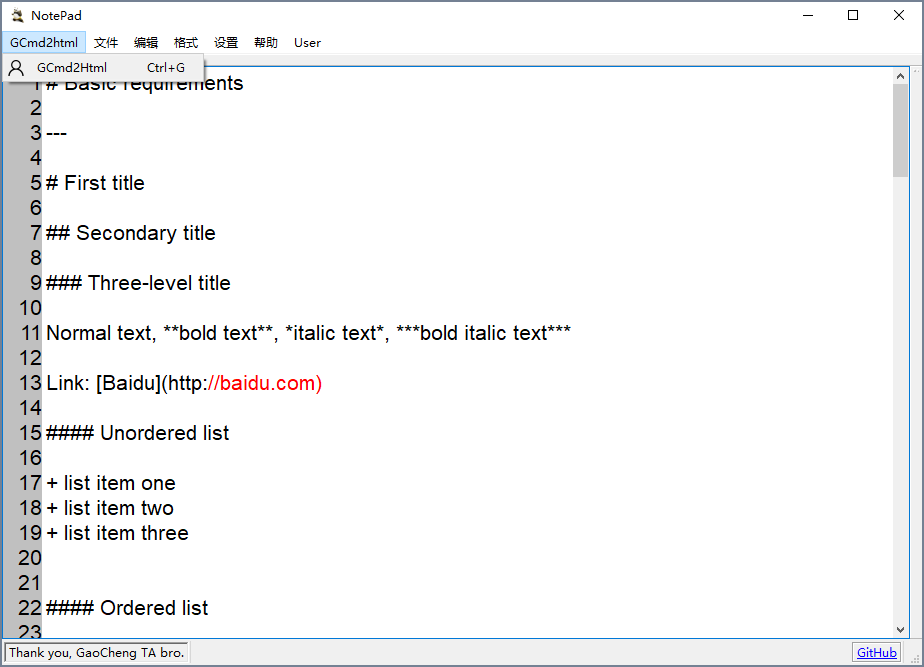 NotePad
GCmd2html 文件 编辑 格式 设置 帮助 User
GCmd2Html Ctrl+G
1 # Basic requirements
2
3 ---
4
5 # First title
6
7 ## Secondary title
8
9 ### Three-level title
10
11 Normal text, **bold text**, *italic text*, ***bold italic text***
12
13 Link: [Baidu](http://baidu.com)
14
15 #### Unordered list
16
17 + list item one
18 + list item two
19 + list item three
20
21
22 #### Ordered list
23
Thank you, GaoCheng TA bro. GitHub